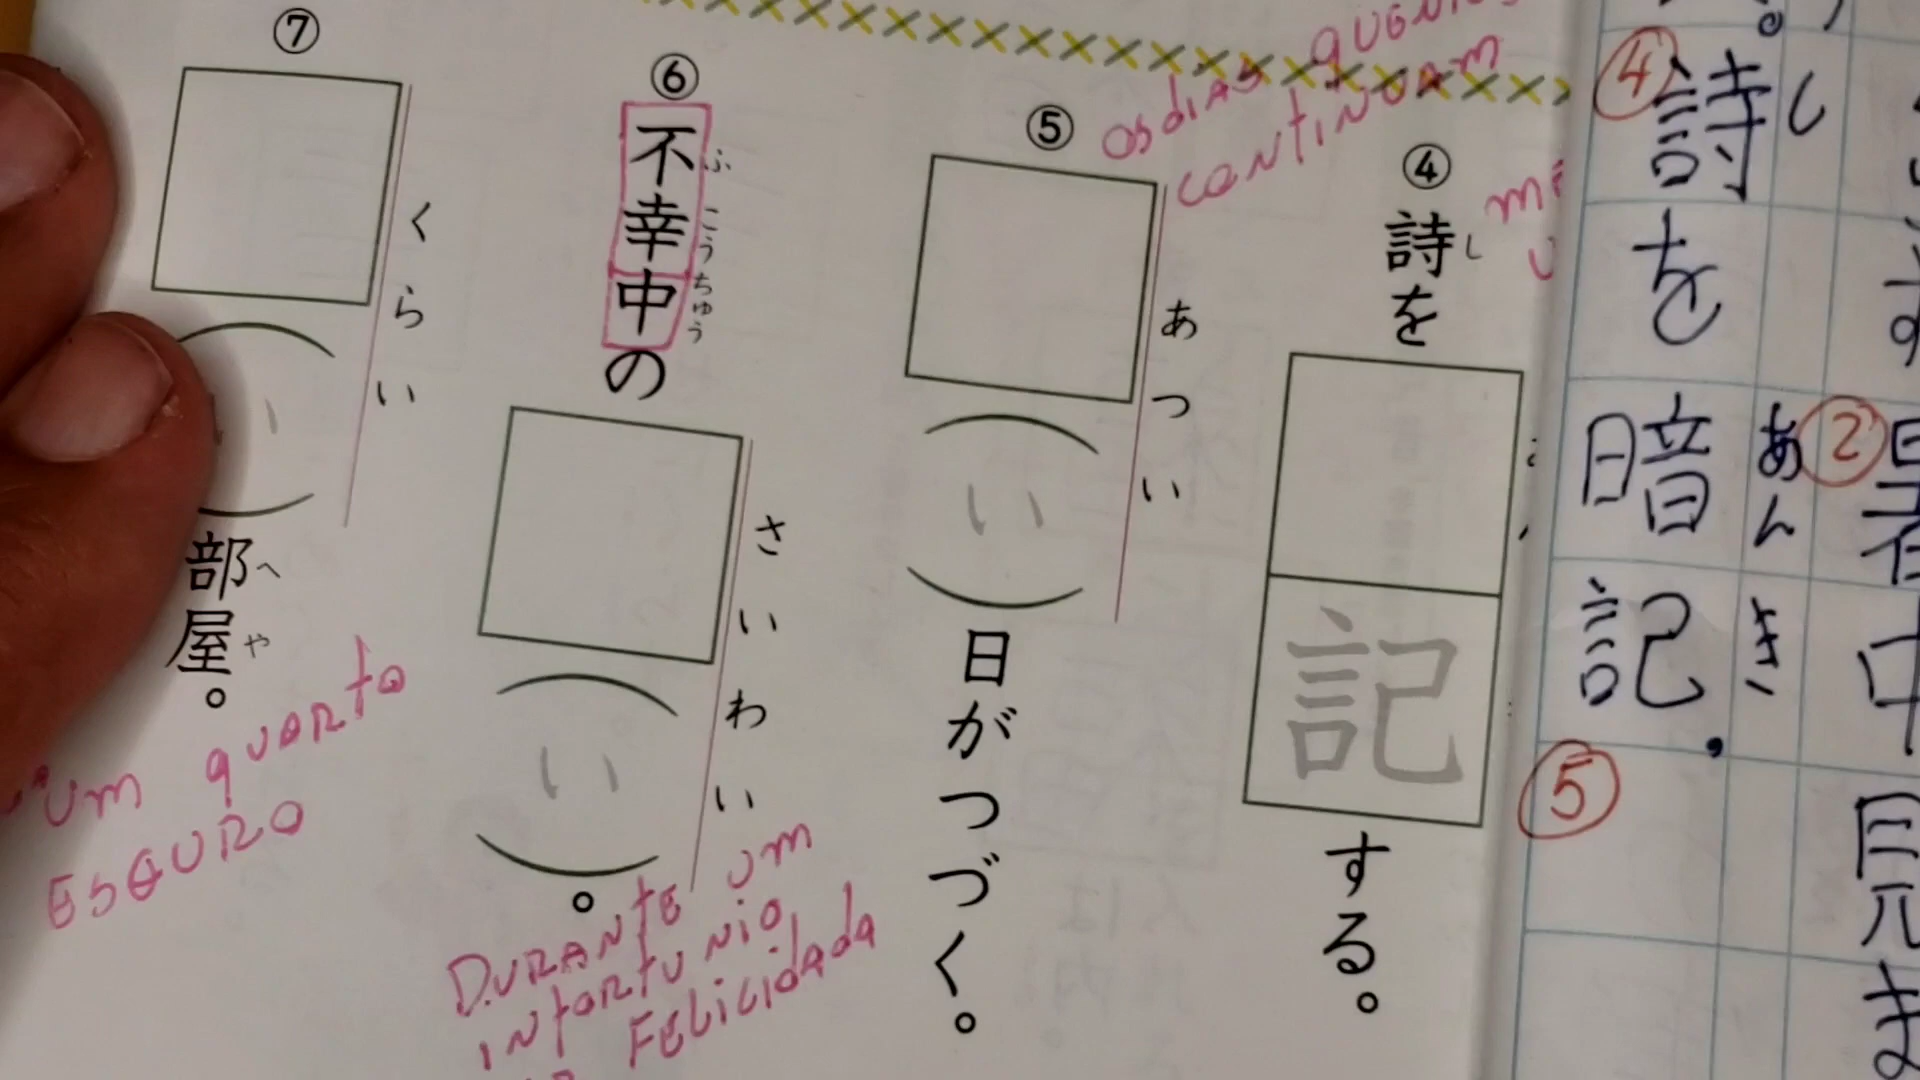 ④
詩を
し
記
する。
⑤
あつい
い
日がつづく。
os dias quentes
continuam
⑥
不幸中の
ふこうちゅう
さいわい
い
。
Durante um
infortunio
Felicidada
⑦
くらい
い
部屋。
へや
um quarto
Esquro
④
詩を暗記.
し
あんき
⑤
②